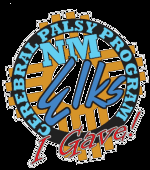 CEREBRAL PALSY PROGRAM
NM
Elks
I Gave!